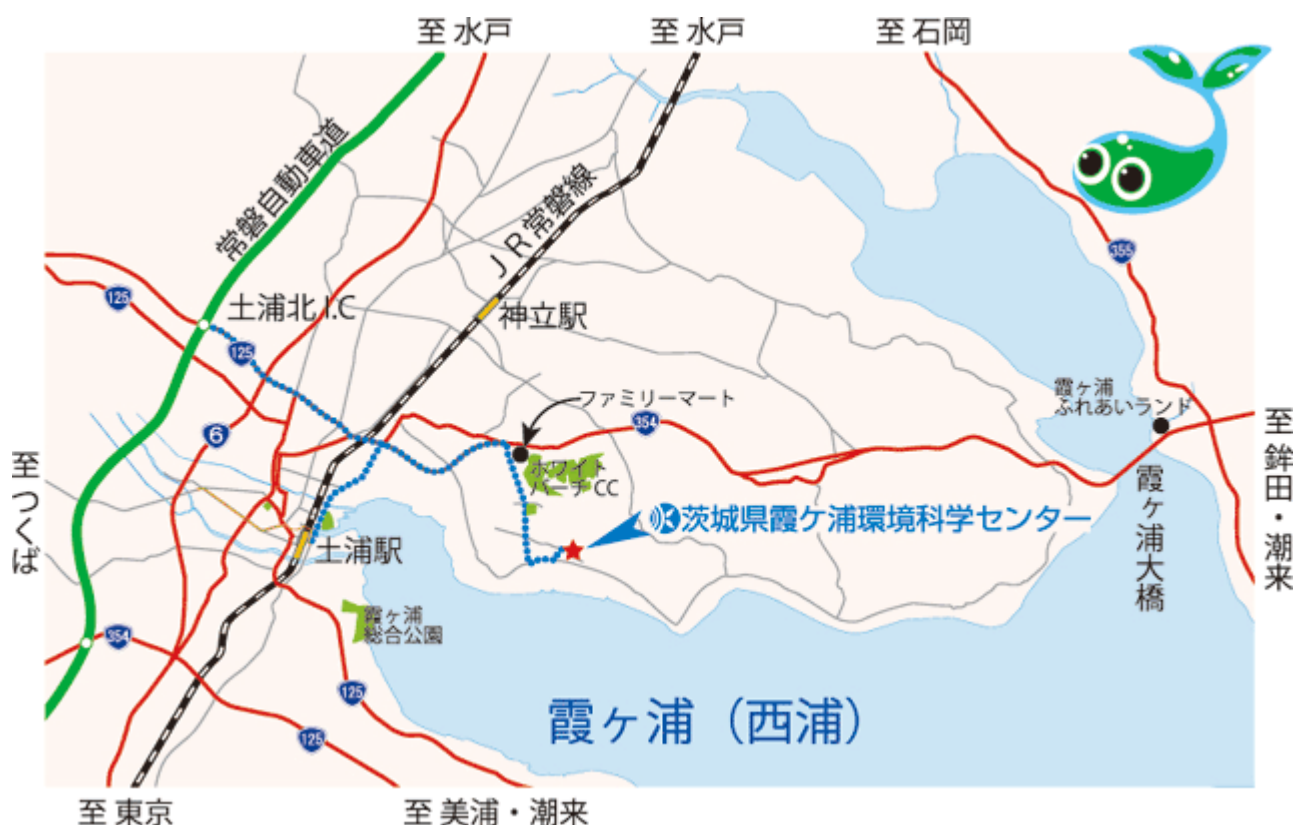 至 水戸
至 水戸
至 石岡
常磐自動車道
JR常磐線
355
125
土浦北 I.C
125
神立駅
ファミリーマート
354
霞ヶ浦
ふれあいランド
6
至 つくば
ホワイト
バーチ CC
茨城県霞ケ浦環境科学センター
至 鉾田・潮来
霞ヶ浦大橋
土浦駅
霞ヶ浦
総合公園
354
125
125
霞ヶ浦（西浦）
至 東京
至 美浦・潮来